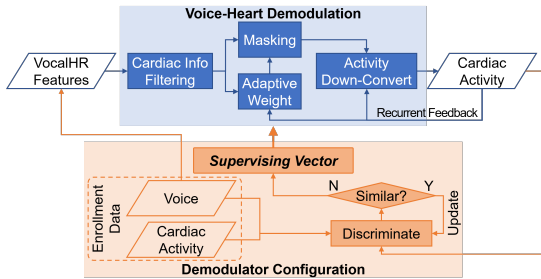 Voice-Heart Demodulation
VocalHR
Features
Cardiac Info
Filtering
Masking
Adaptive
Weight
Activity
Down-Convert
Cardiac
Activity
Recurrent Feedback
Supervising Vector
Enrollment
Data
Voice
Cardiac
Activity
N
Similar?
Y
Update
Discriminate
Demodulator Configuration